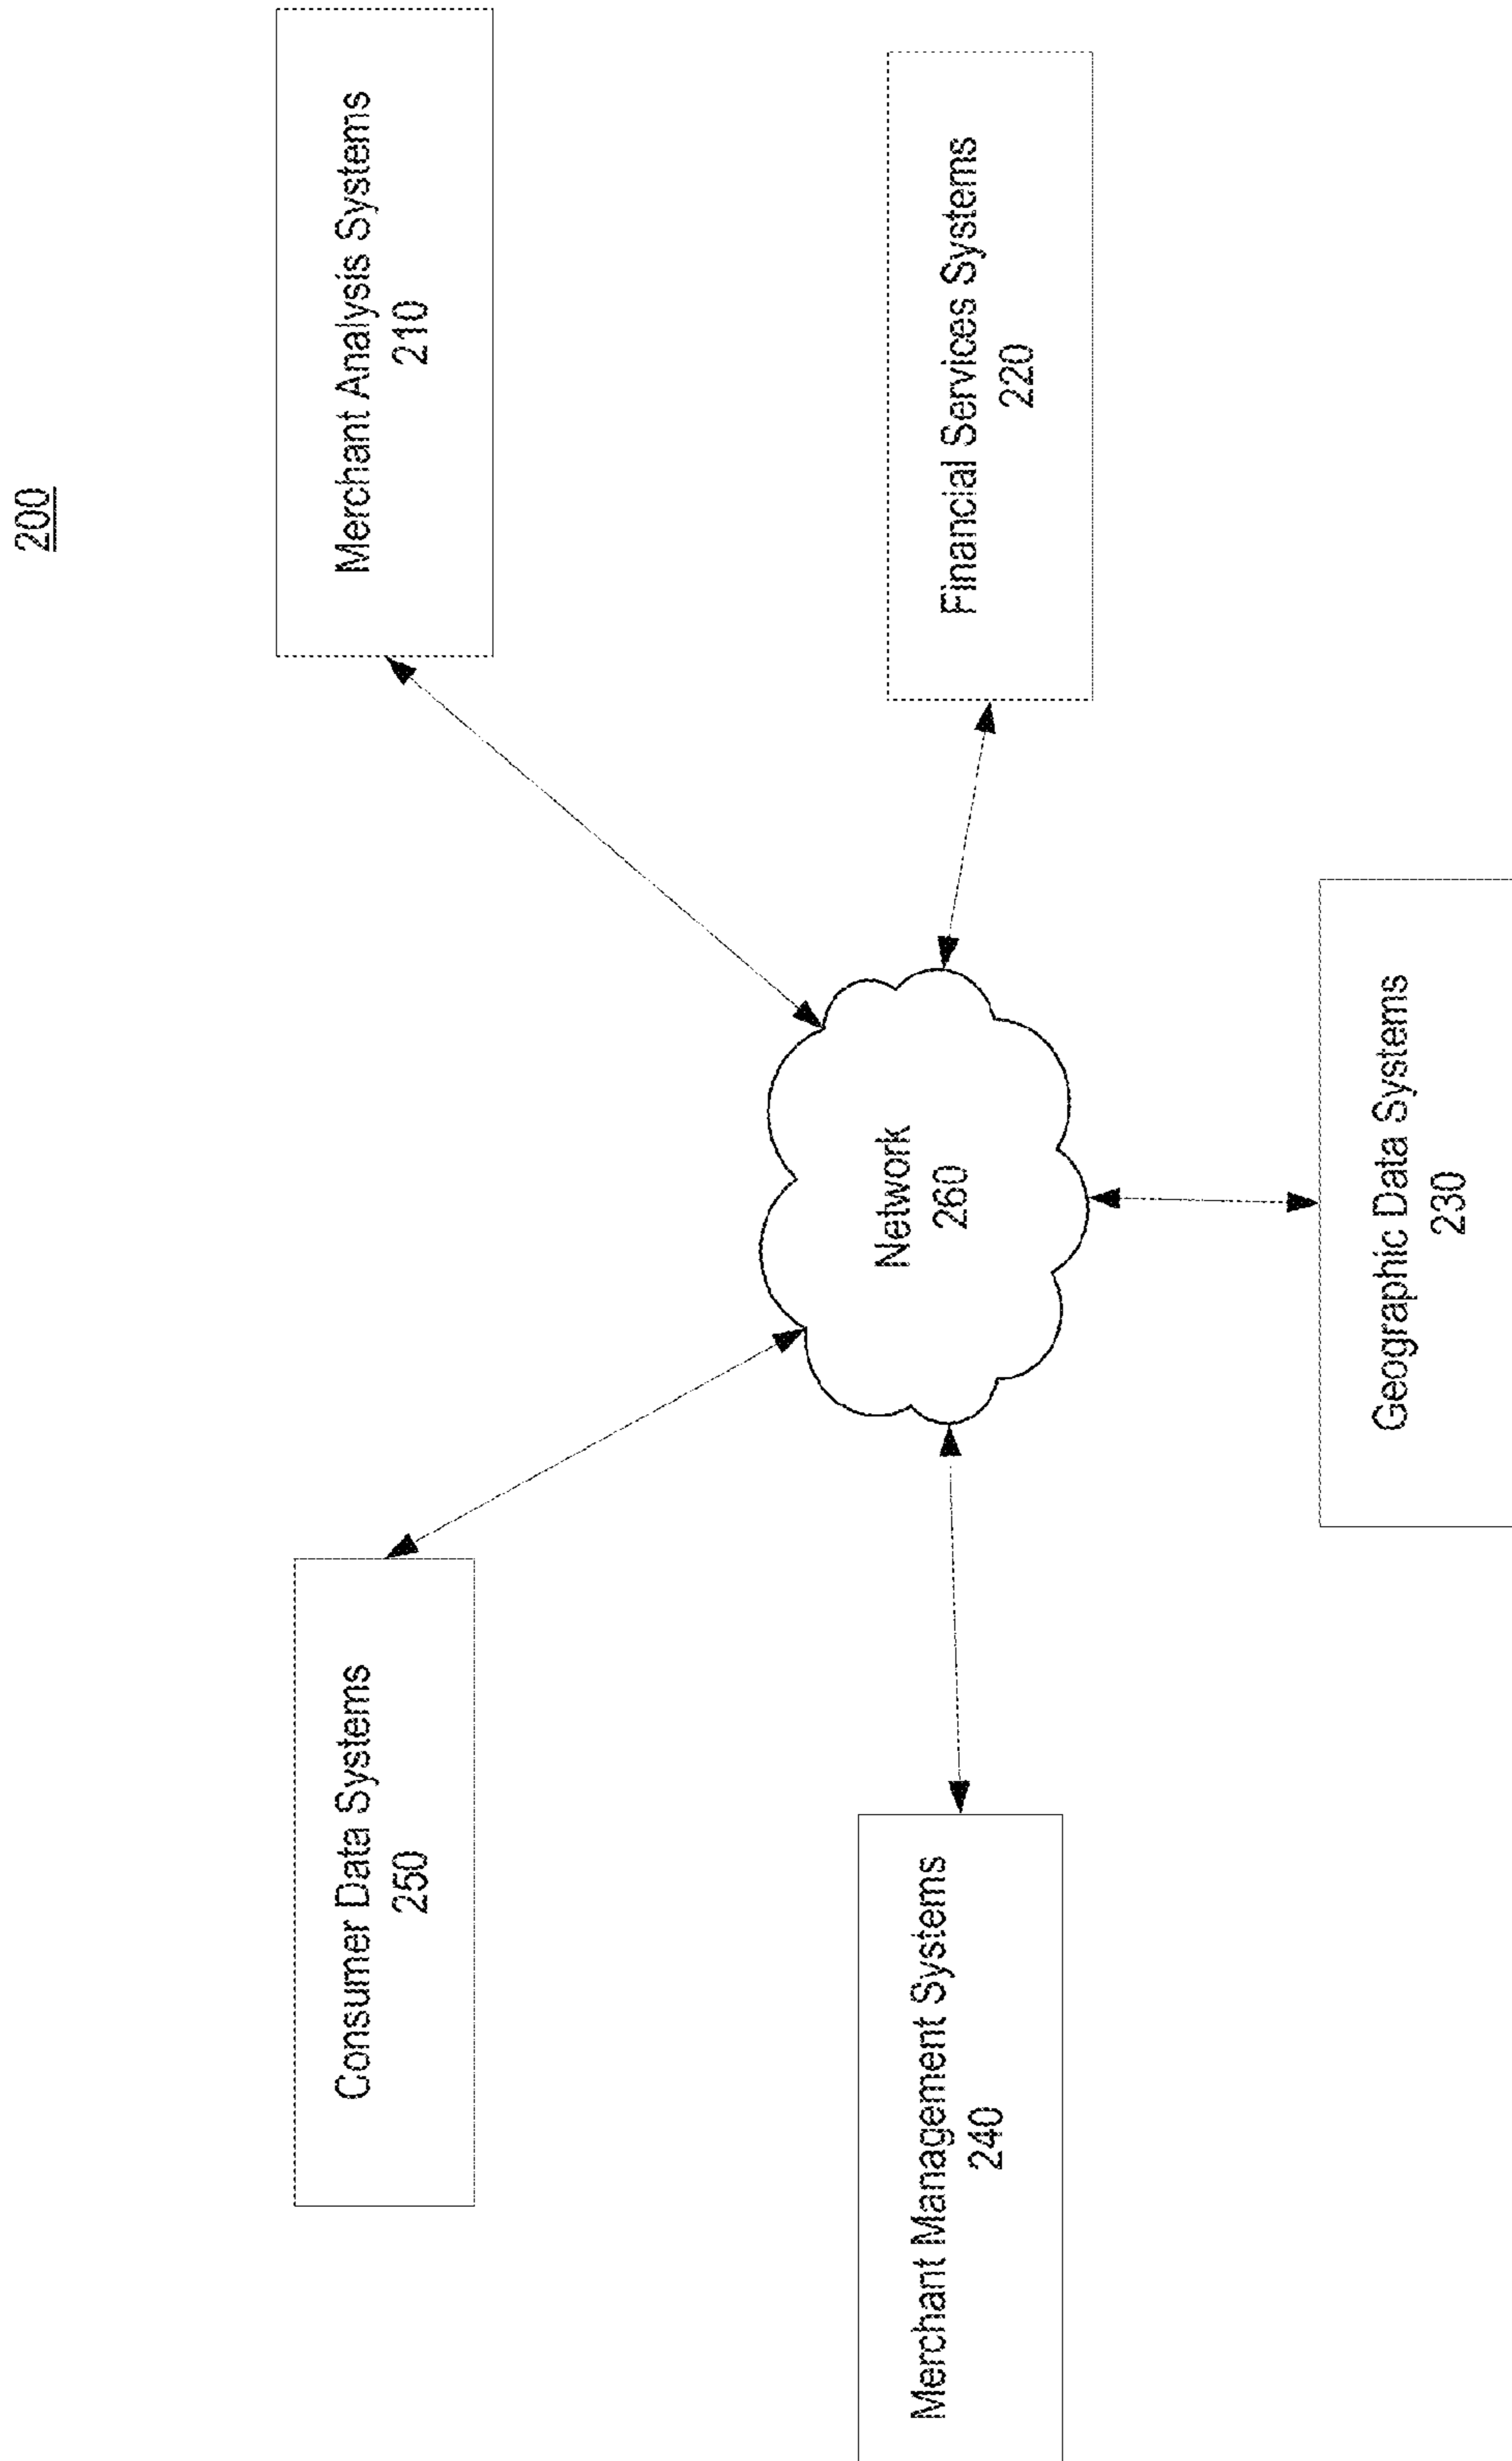 200
Consumer Data Systems
250
Merchant Analysis Systems
210
Merchant Management Systems
240
Network
260
Financial Services Systems
220
Geographic Data Systems
230